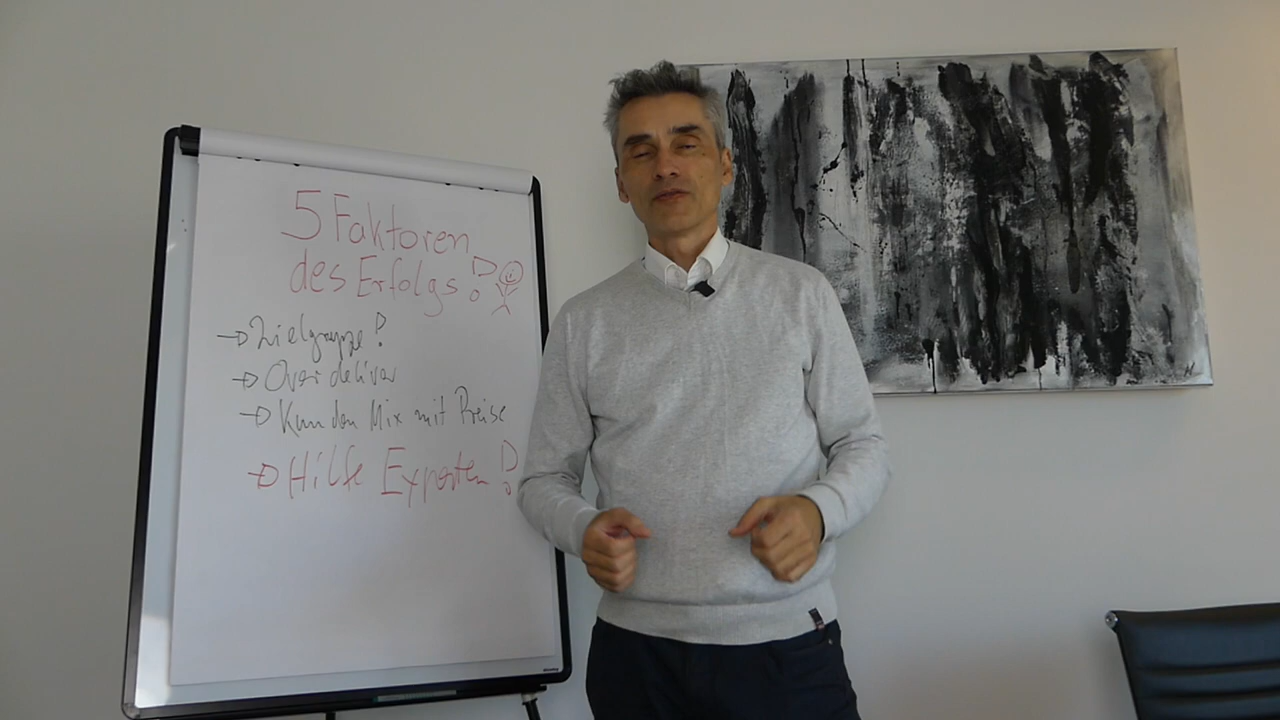 5 Faktoren
des Erfolgs!
→ Zielgruppe!
→ Over deliver
→ Kunden Mix mit Preise
→ Hilfe Experten!